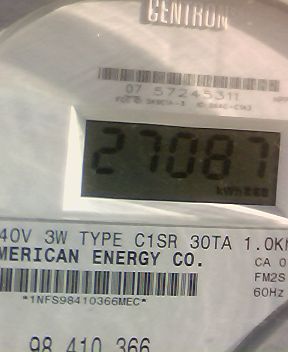 CENTRON
07 57245311
27087
kWh
40V 3W TYPE C1SR 30TA 1.0K
MERICAN ENERGY CO.
CA 0
FM2S
60Hz
*1NFS98410366MEC*
98 410 366